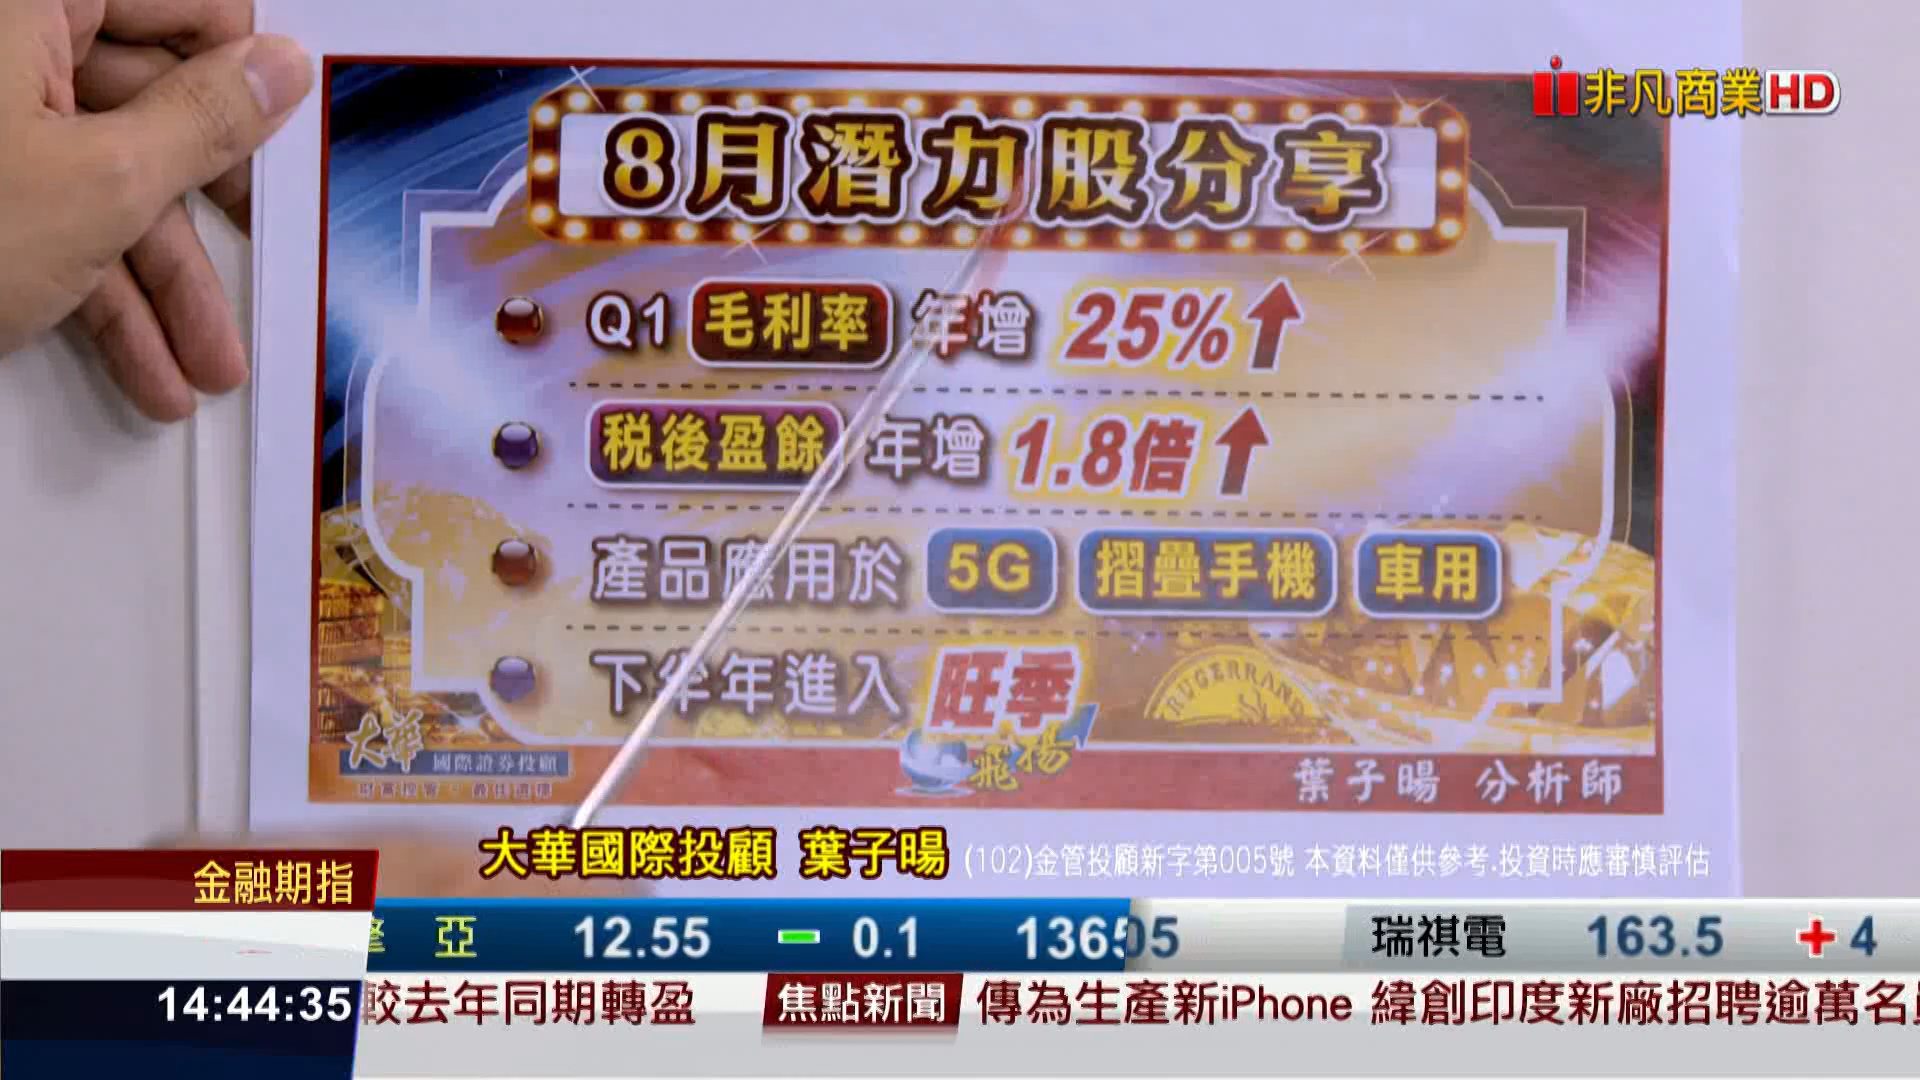 非凡商業HD
8月潛力股分享
Q1 毛利率 年增 25%↑
稅後盈餘 年增 1.8倍↑
產品應用於 5G 摺疊手機 車用
下半年進入 旺季
RUGERRAN
大華 國際證券投顧
飛揚
葉子暘 分析師
大華國際投顧 葉子暘 (102)金管投顧新字第005號 本資料僅供參考.投資時應審慎評估
金融期指
亞 12.55 - 0.1 瑞祺電 163.5 + 4
14:44:35
較去年同期轉盈 焦點新聞 傳為生產新iPhone 緯創印度新廠招聘逾萬名